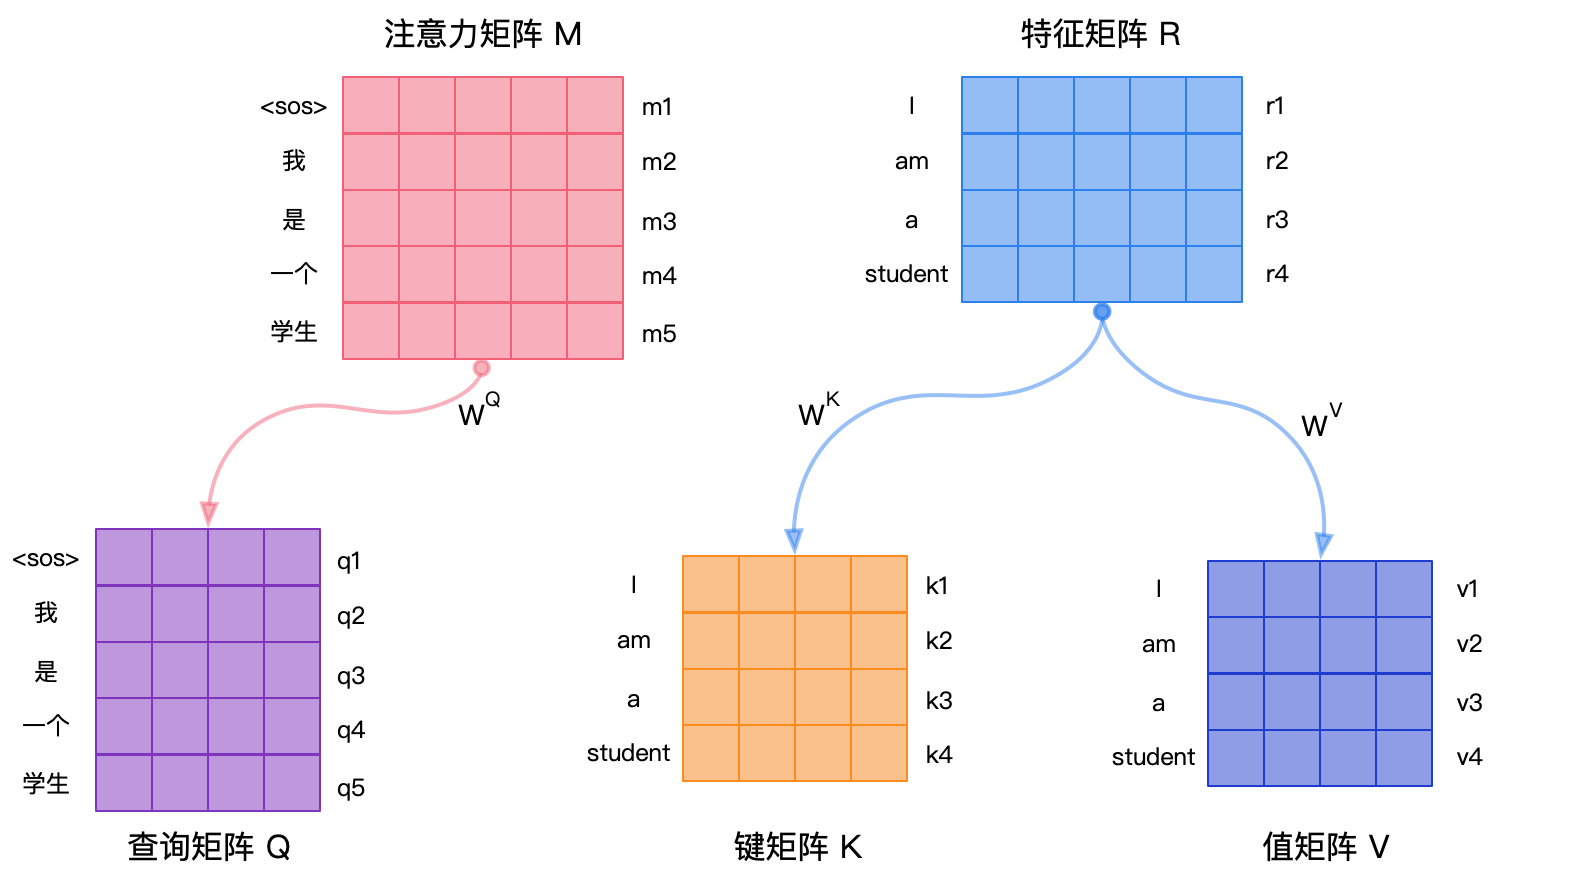 注意力矩阵 M
<sos>
m1
我
m2
是
m3
一个
m4
学生
m5
特征矩阵 R
I
r1
am
r2
a
r3
student
r4
W^Q
W^K
W^V
<sos>
q1
我
q2
是
q3
一个
q4
学生
q5
查询矩阵 Q
I
k1
am
k2
a
k3
student
k4
键矩阵 K
I
v1
am
v2
a
v3
student
v4
值矩阵 V